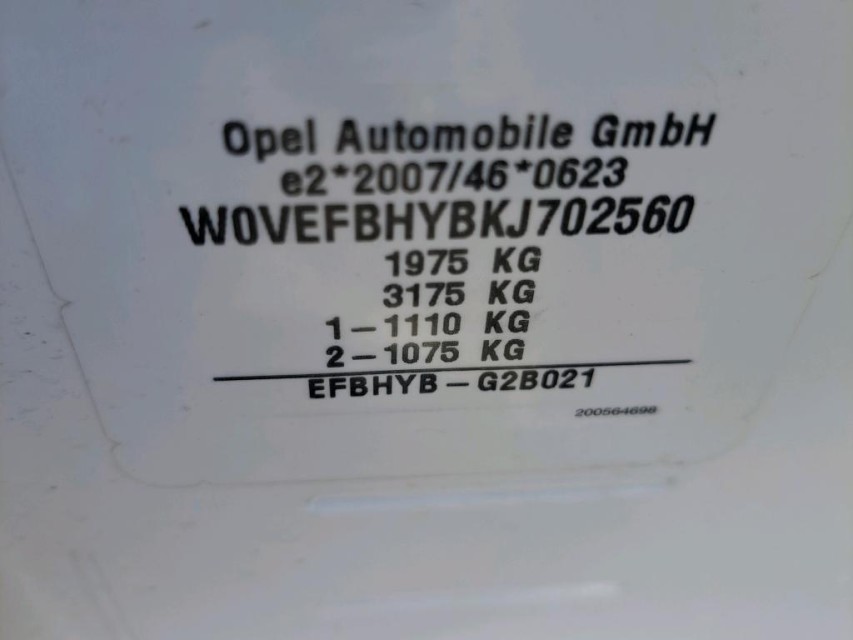 Opel Automobile GmbH
e2*2007/46*0623
W0VEFBHYBKJ702560
1975 KG
3175 KG
1-1110 KG
2-1075 KG
EFBHYB-G2B021
200564698